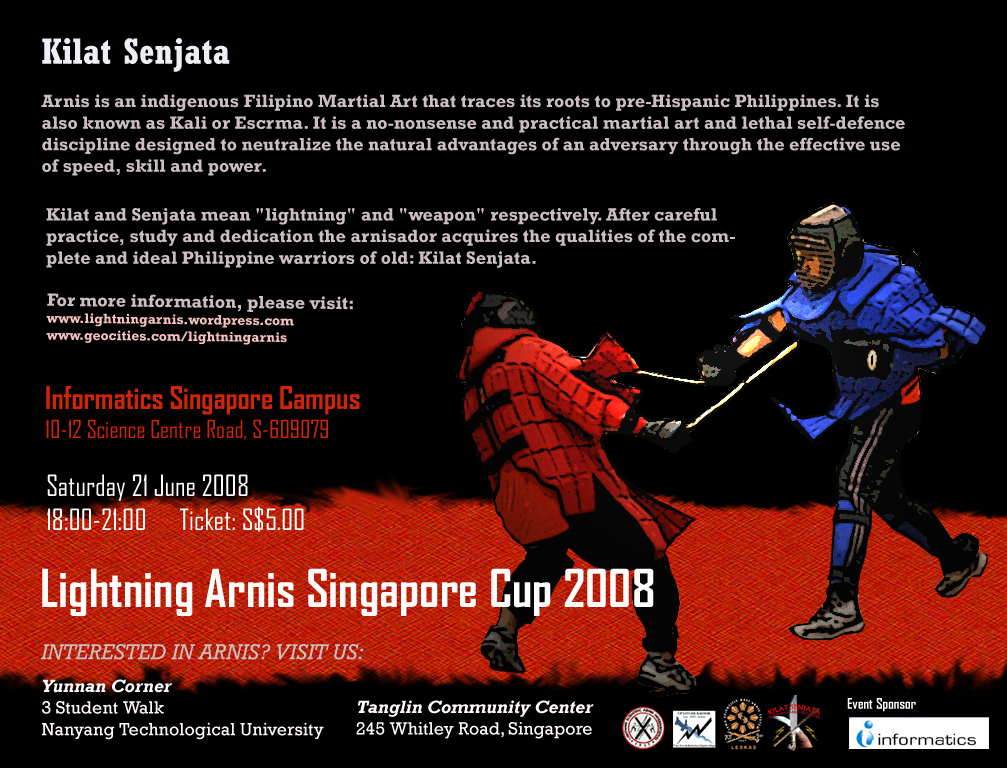 Kilat Senjata
Arnis is an indigenous Filipino Martial Art that traces its roots to pre-Hispanic Philippines. It is
also known as Kali or Escrma. It is a no-nonsense and practical martial art and lethal self-defence
discipline designed to neutralize the natural advantages of an adversary through the effective use
of speed, skill and power.
Kilat and Senjata mean "lightning" and "weapon" respectively. After careful
practice, study and dedication the arnisador acquires the qualities of the com-
plete and ideal Philippine warriors of old: Kilat Senjata.
For more information, please visit:
www.lightningarnis.wordpress.com
www.geocities.com/lightningarnis
Informatics Singapore Campus
10-12 Science Centre Road, S-609079
Saturday 21 June 2008
18:00-21:00 Ticket: S$5.00
Lightning Arnis Singapore Cup 2008
INTERESTED IN ARNIS? VISIT US:
Yunnan Corner
3 Student Walk
Nanyang Technological University
Tanglin Community Center
245 Whitley Road, Singapore
LESKAS
KILAT SENJATA
Event Sponsor
informatics